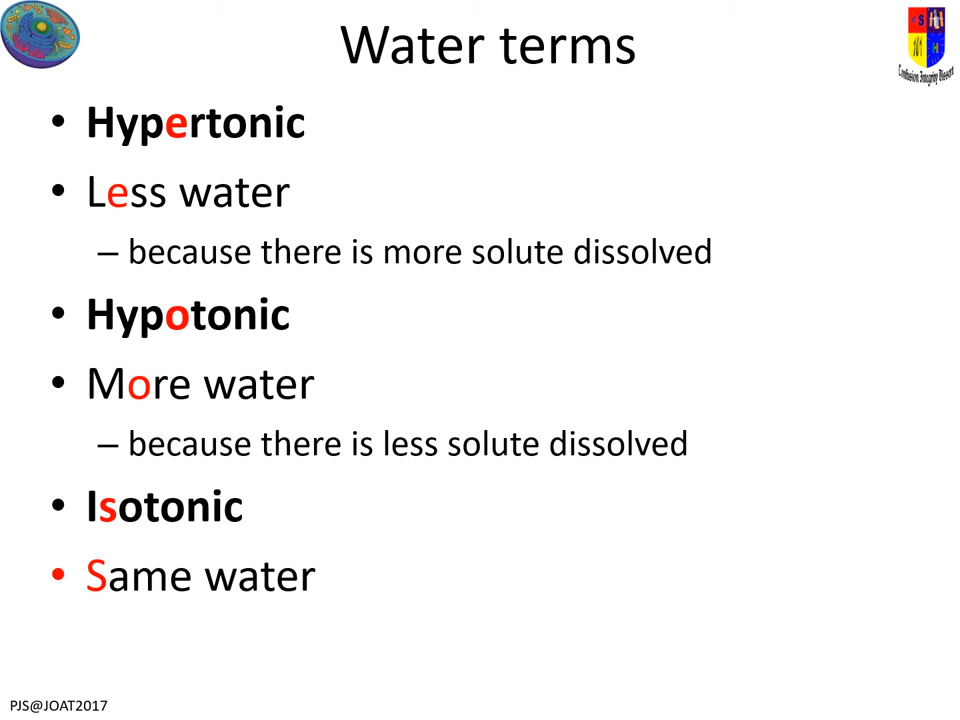 Water terms
• Hypertonic
• Less water
– because there is more solute dissolved
• Hypotonic
• More water
– because there is less solute dissolved
• Isotonic
• Same water
PJS@JOAT2017